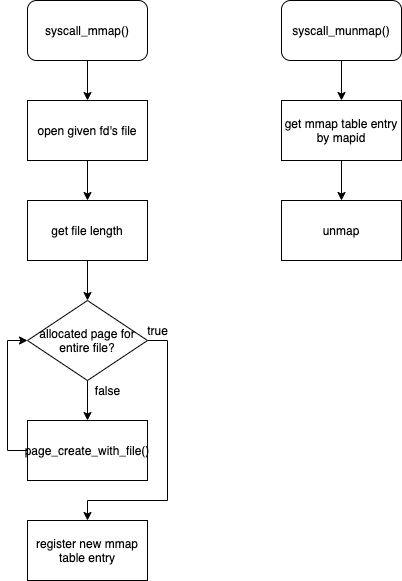 syscall_mmap()
open given fd's file
get file length
allocated page for
entire file?
true
false
page_create_with_file()
register new mmap
table entry
syscall_munmap()
get mmap table entry
by mapid
unmap